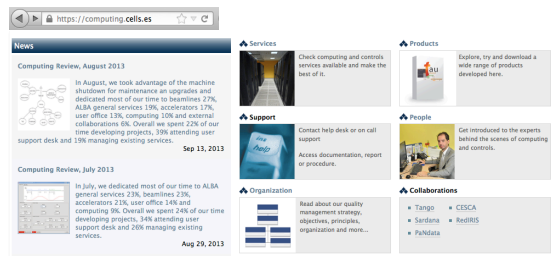 https://computing.cells.es
News
Computing Review, August 2013
In August, we took advantage of the machine
shutdown for maintenance an upgrades and
dedicated most of our time to beamlines 27%,
ALBA general services 19%, accelerators 17%,
user office 13%, computing 10% and external
collaborations 6%. Overall we spent 22% of our
time developing projects, 39% attending user
support desk and 19% managing existing services.
Sep 13, 2013
Computing Review, July 2013
In July, we dedicated most of our time to ALBA
general services 23%, beamlines 23%,
accelerators 21%, user office 14% and
computing 9%. Overall we spent 24% of our time
developing projects, 34% attending user
support desk and 26% managing existing
services.
Aug 29, 2013
Services
Check computing and controls
services available and make the
best of it.
Products
au
Explore, try and download a
wide range of products
developed here.
Support
help
Contact help desk or on call
support
Access documentation, report
or procedure.
People
Get introduced to the experts
behind the scenes of computing
and controls.
Organization
Read about our quality
management strategy,
objectives, principles,
organization and more...
Collaborations
Tango
CESCA
Sardana
RedIRIS
PaNdata